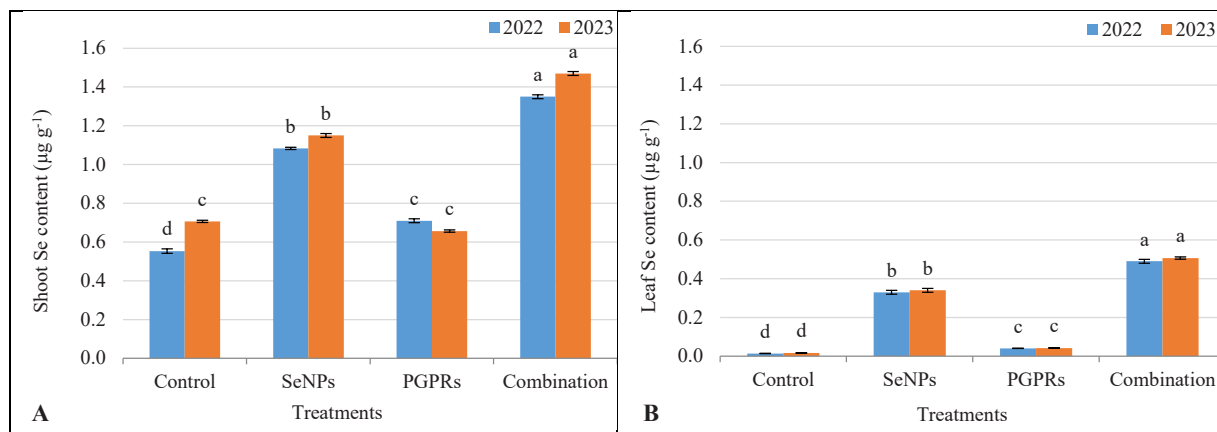 2022 2023
1.6
1.4
1.2
1.0
0.8
0.6
0.4
0.2
0.0
Shoot Se content (µg g-1)
d c
b b
c c
a a
Control SeNPs PGPRs Combination
Treatments
A
2022 2023
1.6
1.4
1.2
1.0
0.8
0.6
0.4
0.2
0.0
Leaf Se content (µg g-1)
d d
b b
c c
a a
Control SeNPs PGPRs Combination
Treatments
B